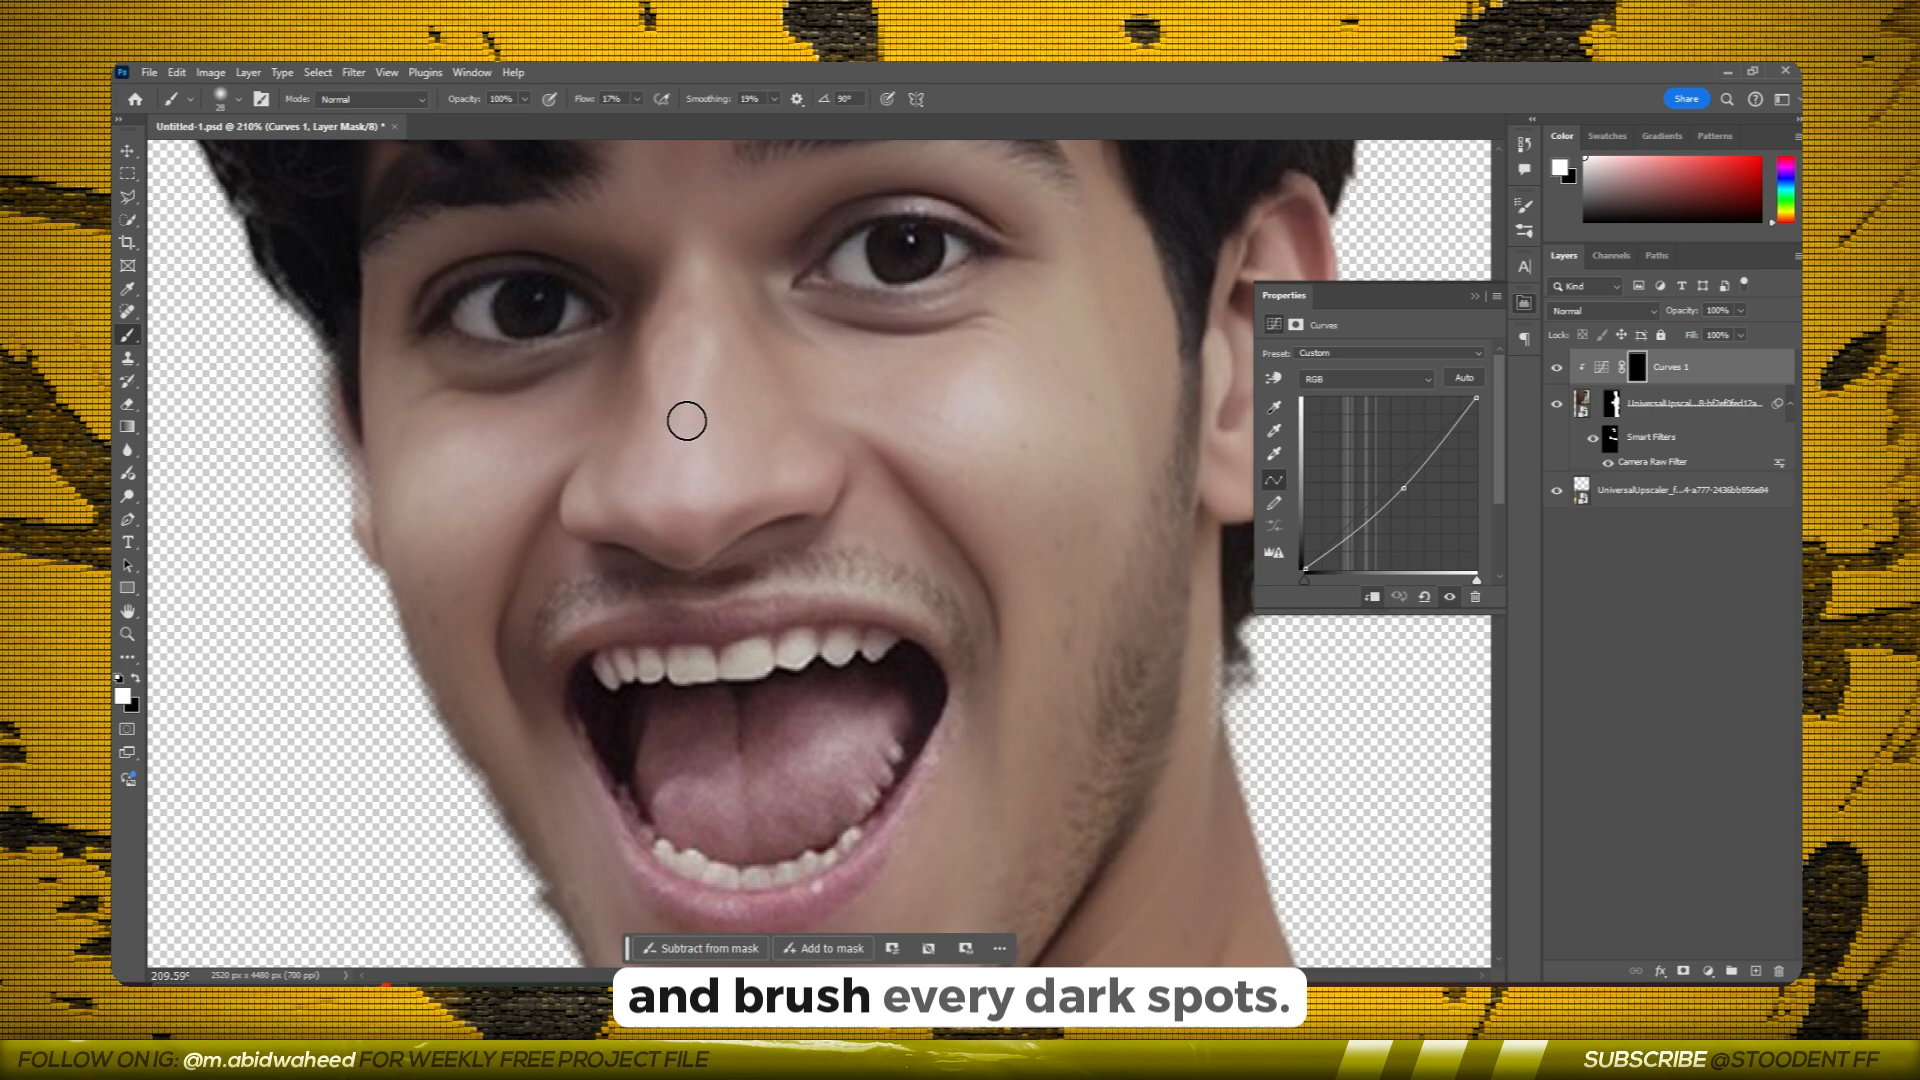 Ps File Edit Image Layer Type Select Filter View Plugins Window Help
28 Mode: Normal Opacity: 100% Flow: 17% Smoothing: 19% 90° Share
Untitled-1.psd @ 210% (Curves 1, Layer Mask/8) * ×
Color Swatches Gradients Patterns
Layers Channels Paths
Kind
Normal Opacity: 100%
Lock: Fill: 100%
Curves 1
UniversalUpscal...8-bf2ef0fed12a...
Smart Filters
Camera Raw Filter
UniversalUpscaler_f...4-a777-2436bb856e84
Properties
Curves
Preset: Custom
RGB Auto
Subtract from mask Add to mask
209.59% 2520 px x 4480 px (700 ppi)
and brush every dark spots.
FOLLOW ON IG: @m.abidwaheed FOR WEEKLY FREE PROJECT FILE
SUBSCRIBE @STOODENT FF